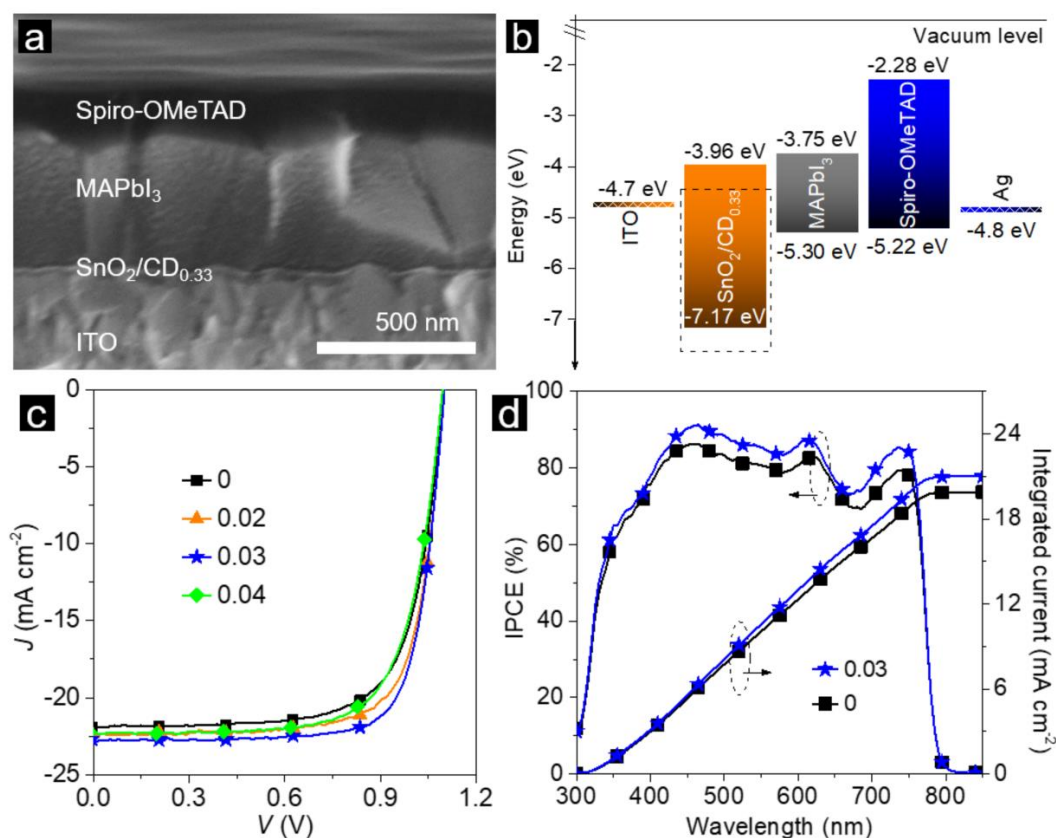 a
Spiro-OMeTAD
MAPbI3
SnO2/CD0.33
ITO
500 nm
b
Vacuum level
Energy (eV)
-2
-3
-4
-5
-6
-7
-4.7 eV
ITO
-3.96 eV
SnO2/CD0.33
-7.17 eV
-3.75 eV
MAPbI3
-5.30 eV
-2.28 eV
Spiro-OMeTAD
-5.22 eV
Ag
-4.8 eV
c
J (mA cm-2)
0
-5
-10
-15
-20
-25
0
0.02
0.03
0.04
0.0 0.3 0.6 0.9 1.2
V (V)
d
IPCE (%)
100
80
60
40
20
0
24
18
12
6
0
Integrated current (mA cm-2)
0.03
0
300 400 500 600 700 800
Wavelength (nm)